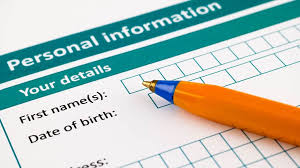 Personal information
Your details
First name(s):
Date of birth: